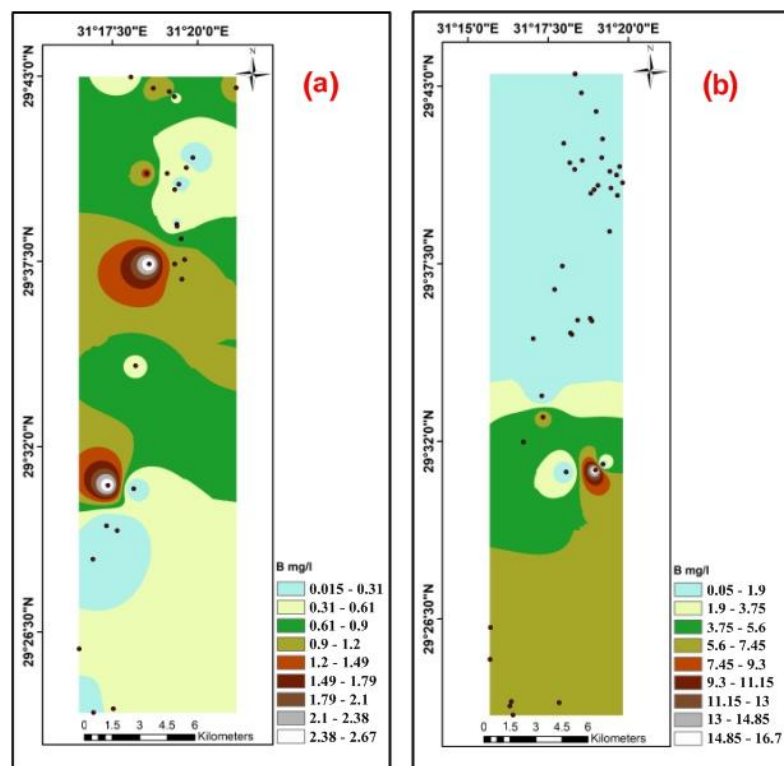 31°17'30"E 31°20'0"E
N
(a)
29°43'0"N
29°37'30"N
29°32'0"N
29°26'30"N
B mg/l
0.015 - 0.31
0.31 - 0.61
0.61 - 0.9
0.9 - 1.2
1.2 - 1.49
1.49 - 1.79
1.79 - 2.1
2.1 - 2.38
2.38 - 2.67
0 1.5 3 4.5 6
Kilometers
31°15'0"E 31°17'30"E 31°20'0"E
N
(b)
29°43'0"N
29°37'30"N
29°32'0"N
29°26'30"N
B mg/l
0.05 - 1.9
1.9 - 3.75
3.75 - 5.6
5.6 - 7.45
7.45 - 9.3
9.3 - 11.15
11.15 - 13
13 - 14.85
14.85 - 16.7
0 1.5 3 4.5 6
Kilometers